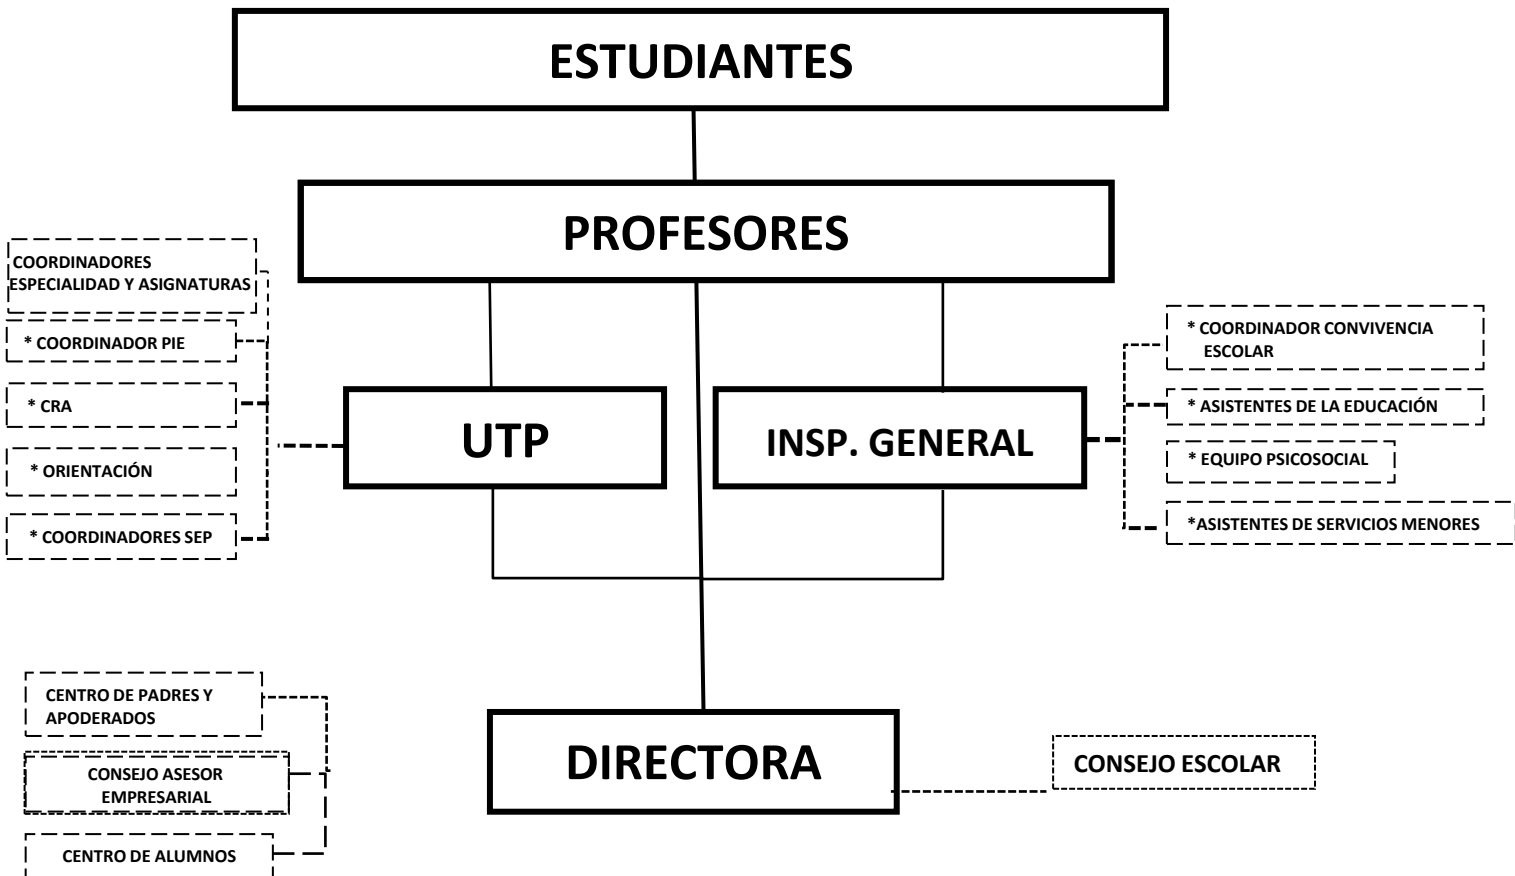 ESTUDIANTES
PROFESORES
COORDINADORES
ESPECIALIDAD Y ASIGNATURAS
* COORDINADOR PIE
* CRA
* ORIENTACIÓN
* COORDINADORES SEP
UTP
INSP. GENERAL
* COORDINADOR CONVIVENCIA
ESCOLAR
* ASISTENTES DE LA EDUCACIÓN
* EQUIPO PSICOSOCIAL
*ASISTENTES DE SERVICIOS MENORES
CENTRO DE PADRES Y
APODERADOS
CONSEJO ASESOR
EMPRESARIAL
CENTRO DE ALUMNOS
DIRECTORA
CONSEJO ESCOLAR